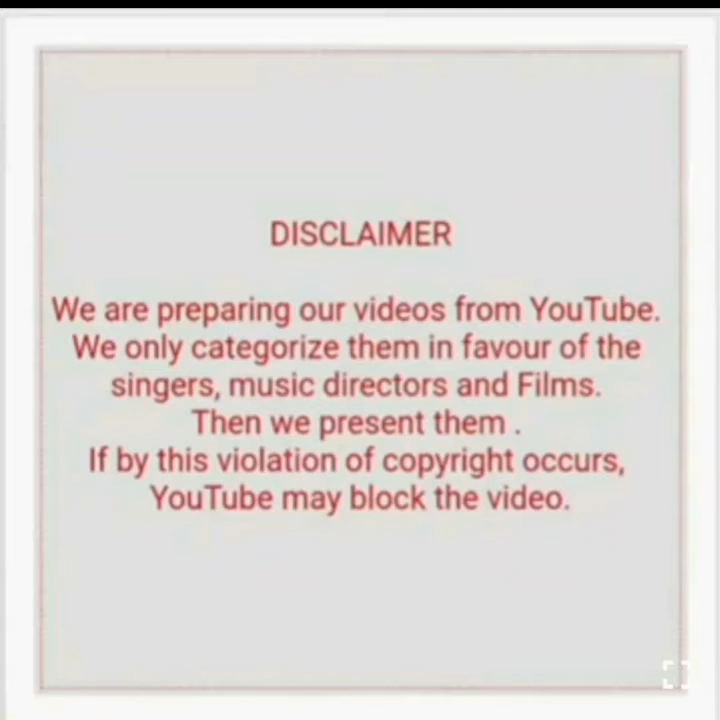 DISCLAIMER
We are preparing our videos from YouTube.
We only categorize them in favour of the
singers, music directors and Films.
Then we present them .
If by this violation of copyright occurs,
YouTube may block the video.